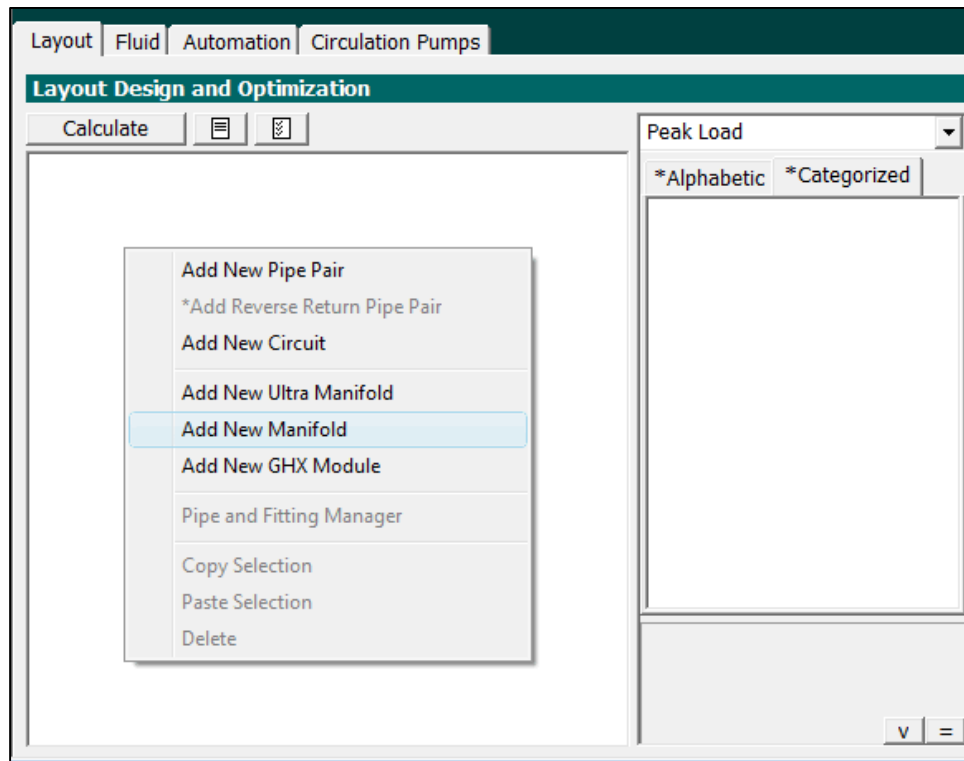 Layout Fluid Automation Circulation Pumps
Layout Design and Optimization
Calculate
Peak Load
*Alphabetic *Categorized
Add New Pipe Pair
*Add Reverse Return Pipe Pair
Add New Circuit
Add New Ultra Manifold
Add New Manifold
Add New GHX Module
Pipe and Fitting Manager
Copy Selection
Paste Selection
Delete
v =